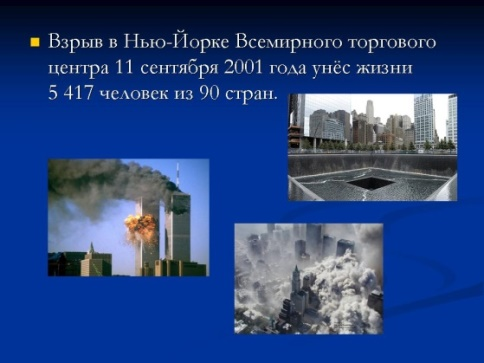 Взрыв в Нью-Йорке Всемирного торгового
центра 11 сентября 2001 года унёс жизни
5 417 человек из 90 стран.